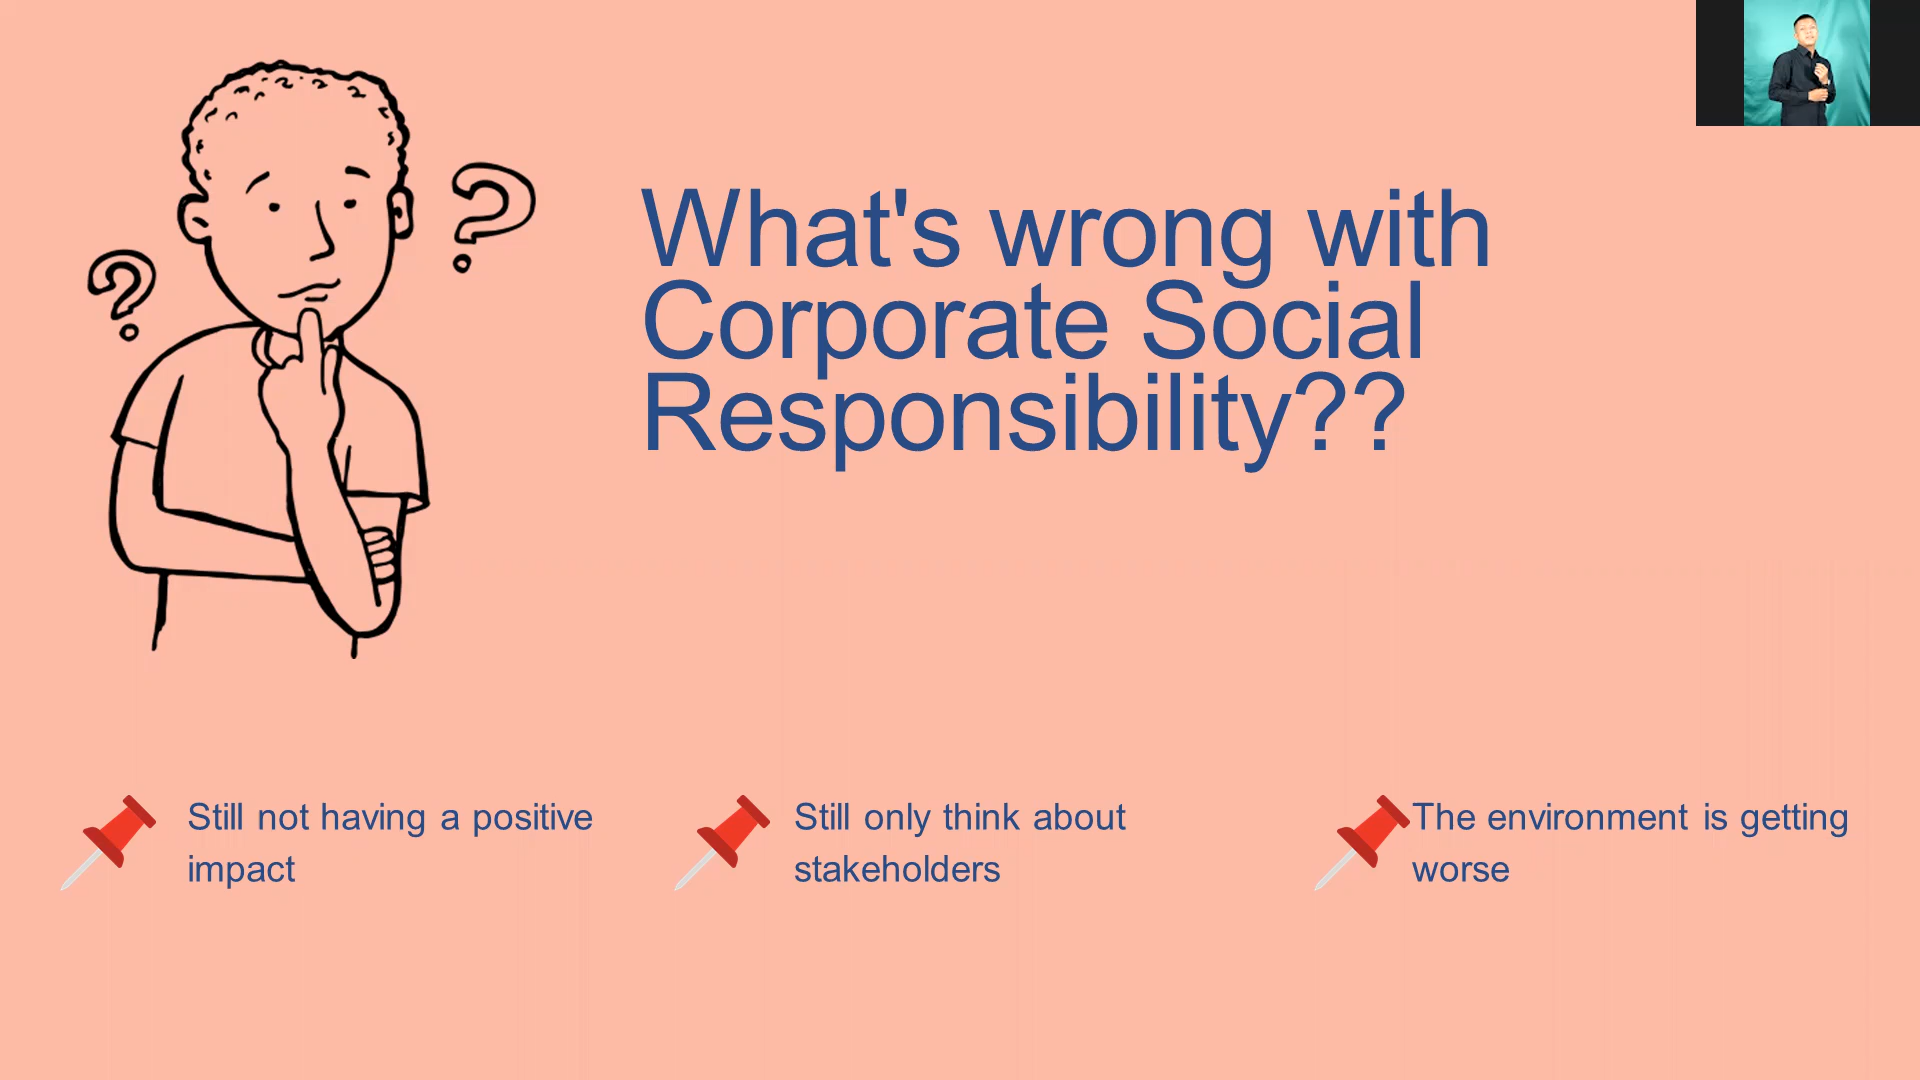 What's wrong with
Corporate Social
Responsibility??
Still not having a positive
impact
Still only think about
stakeholders
The environment is getting
worse